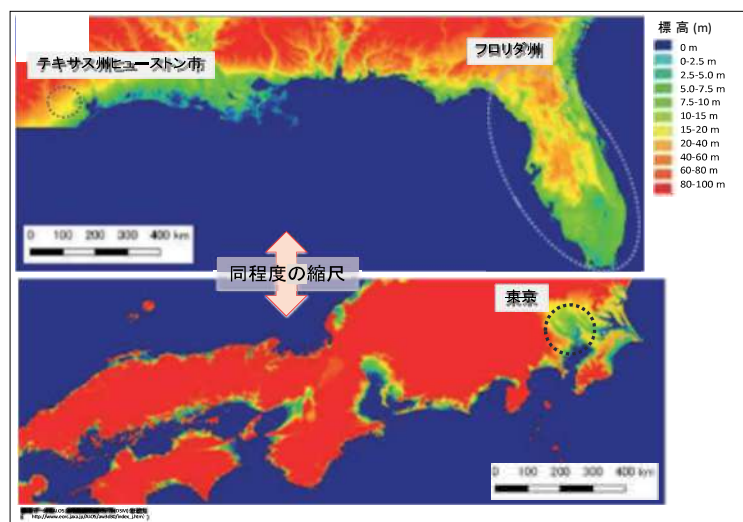 標 高 (m)
0 m
0-2.5 m
2.5-5.0 m
5.0-7.5 m
7.5-10 m
10-15 m
15-20 m
20-40 m
40-60 m
60-80 m
80-100 m
テキサス州ヒューストン市
フロリダ州
0 100 200 300 400 km
同程度の縮尺
東京
0 100 200 300 400 km